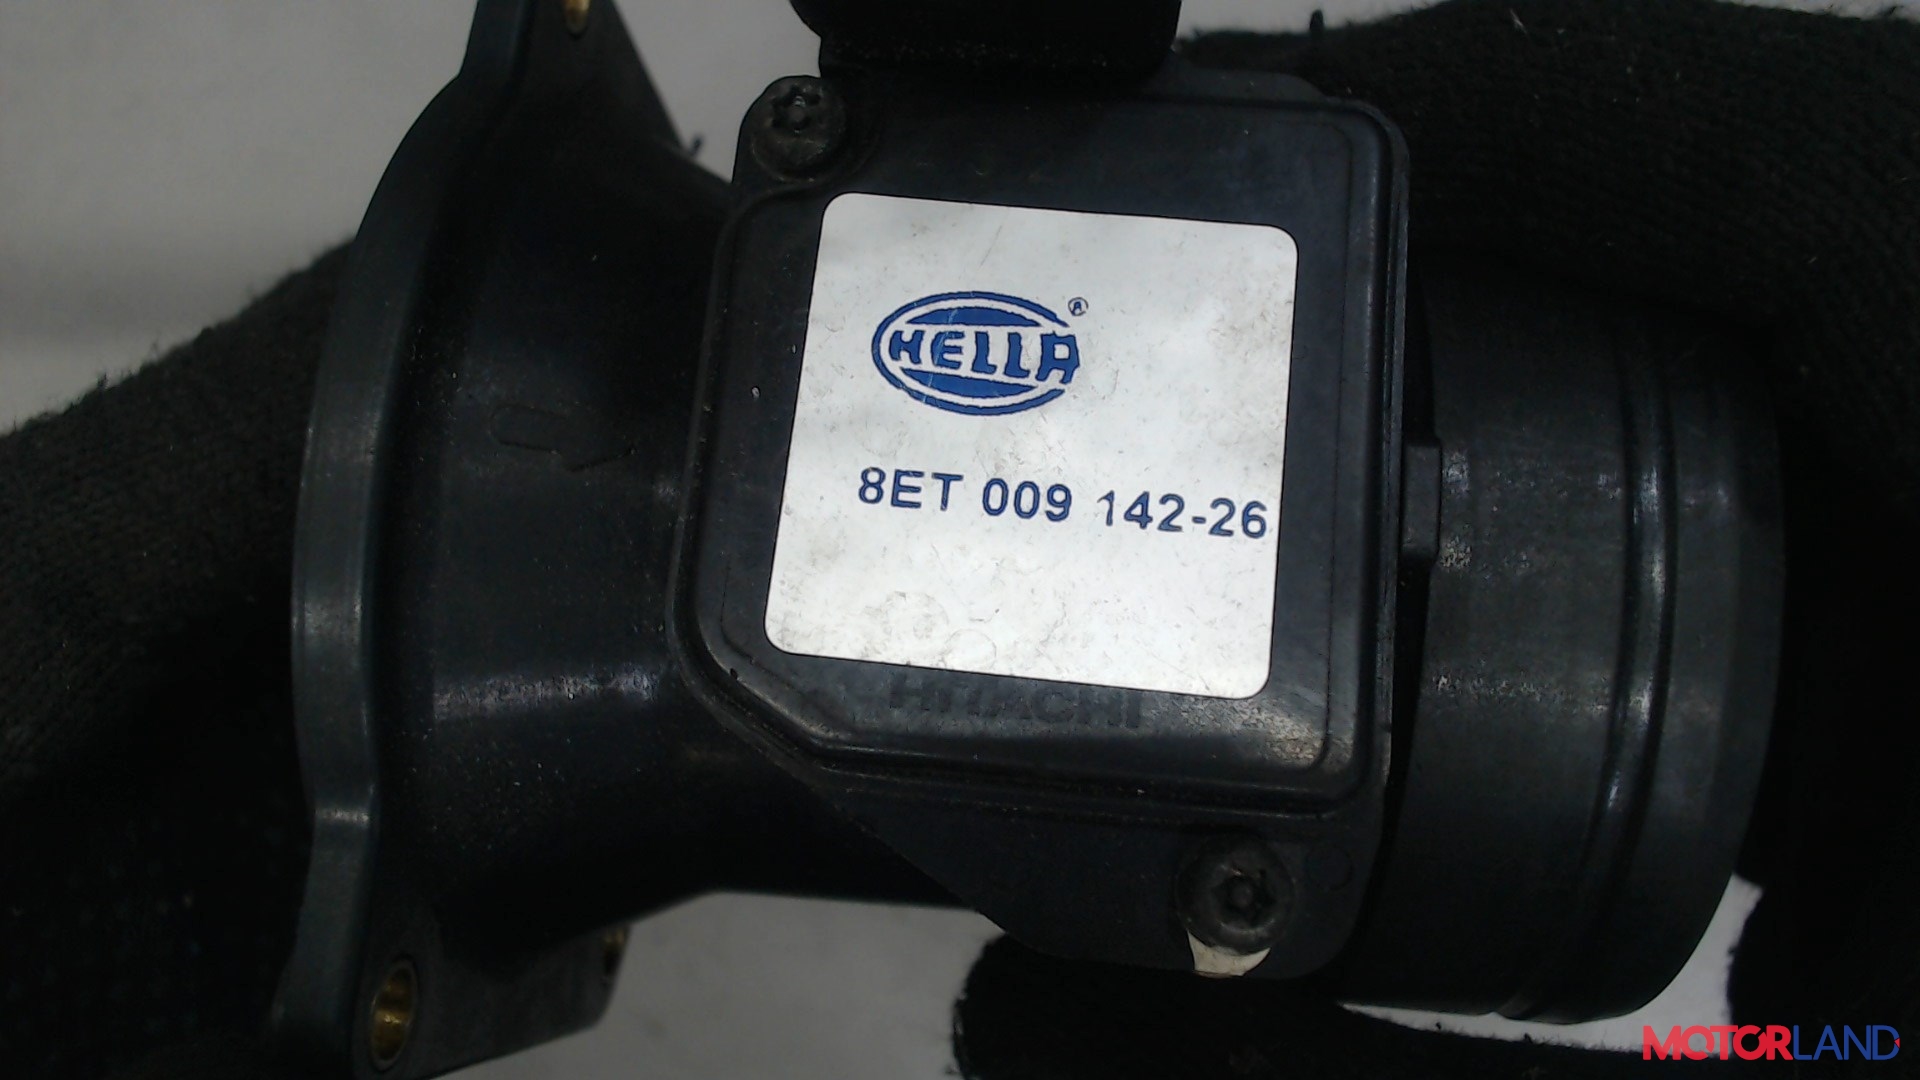 HELLA ®
8ET 009 142-26
HITACHI
MOTORLAND